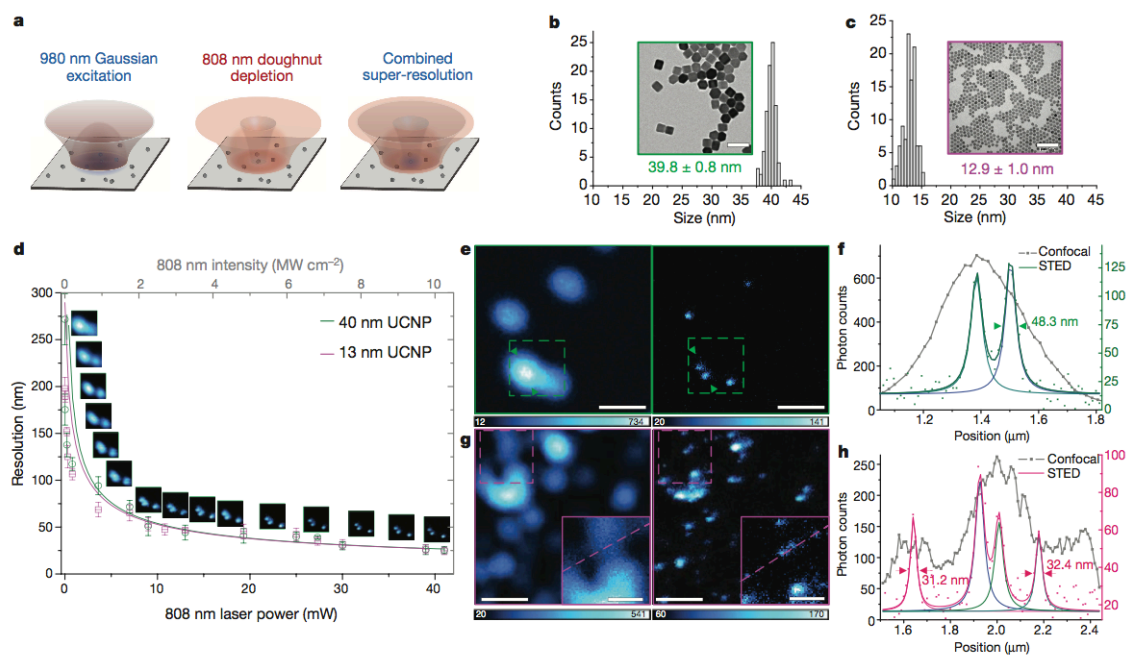 a
980 nm Gaussian
excitation
808 nm doughnut
depletion
Combined
super-resolution
b
Counts
25
20
15
10
5
0
39.8 ± 0.8 nm
10 15 20 25 30 35 40 45
Size (nm)
c
Counts
25
20
15
10
5
0
12.9 ± 1.0 nm
10 15 20 25 30 35 40 45
Size (nm)
d
808 nm intensity (MW cm−2)
0 2 4 6 8 10
Resolution (nm)
300
250
200
150
100
50
0
40 nm UCNP
13 nm UCNP
0 10 20 30 40
808 nm laser power (mW)
e
12 734
20 141
f
Confocal
STED
Photon counts
600
400
200
0
125
100
75
50
25
0
48.3 nm
1.2 1.4 1.6 1.8
Position (μm)
g
20 541
60 170
h
Confocal
STED
Photon counts
250
200
150
100
50
0
100
80
60
40
20
31.2 nm
32.4 nm
1.6 1.8 2.0 2.2 2.4
Position (μm)